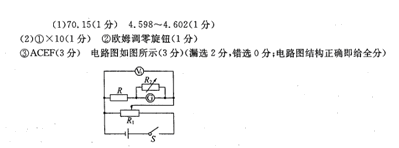 (1)70.15(1分) 4.598~4.602(1分)
(2)①×10(1分) ②欧姆调零旋钮(1分)
③ACEF(3分) 电路图如图所示(3分)(漏选2分,错选0分;电路图结构正确即给全分)
V
R₂
R
G
R₁
S